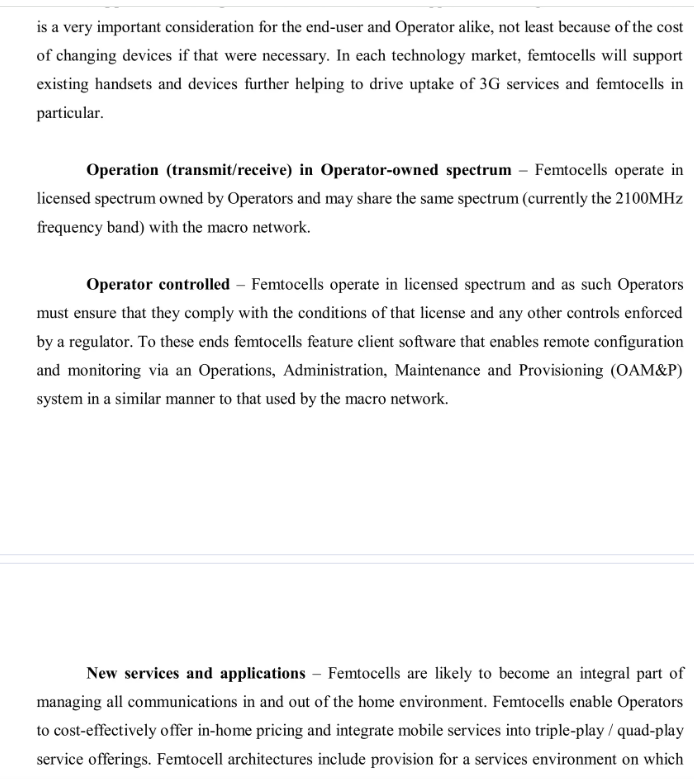 is a very important consideration for the end-user and Operator alike, not least because of the cost
of changing devices if that were necessary. In each technology market, femtocells will support
existing handsets and devices further helping to drive uptake of 3G services and femtocells in
particular.
Operation (transmit/receive) in Operator-owned spectrum – Femtocells operate in
licensed spectrum owned by Operators and may share the same spectrum (currently the 2100MHz
frequency band) with the macro network.
Operator controlled – Femtocells operate in licensed spectrum and as such Operators
must ensure that they comply with the conditions of that license and any other controls enforced
by a regulator. To these ends femtocells feature client software that enables remote configuration
and monitoring via an Operations, Administration, Maintenance and Provisioning (OAM&P)
system in a similar manner to that used by the macro network.
New services and applications – Femtocells are likely to become an integral part of
managing all communications in and out of the home environment. Femtocells enable Operators
to cost-effectively offer in-home pricing and integrate mobile services into triple-play / quad-play
service offerings. Femtocell architectures include provision for a services environment on which